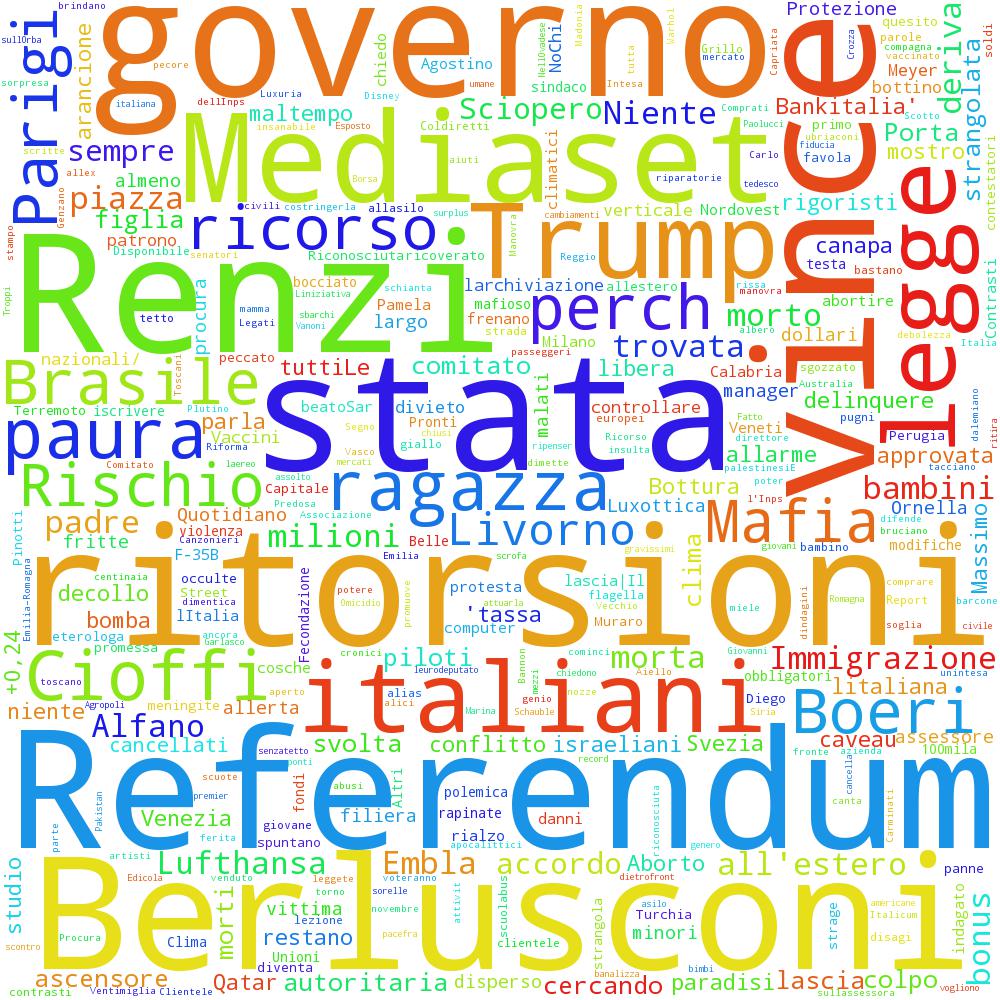 brindano
governo
Protezione
quesito
deriva
Parigi
sullOrba
arancione
pecore
chiedo
Agostino
NoChi
Madonia
Warhol
Grillo
Capriata
Crozza
parole
compagna
soldi
sorpresa
italiana
dellInps
Luxuria
Disney
umane
sindaco
Intesa
tutta
mercato
vaccinato
Meyer
bottino
strangolata
maltempo
Sciopero
Niente
Comprati
Bankitalia'
Scotto
scritte
allex
insanabile
Esposto
Coldiretti
NellOvadese
Paolucci
primo
ubriaconi
Porta
contestatori
sempre
Mediaset
vince
Borsa
aiuti
climatici
Carlo
fiducia
favola
mostro
almeno
riparatorie
tedesco
legge
piazza
civili
costringerla
allasilo
surplus
cambiamenti
verticale
Nordovest
rigoristi
figlia
Genzano
stampo
patrono
ricorso
Trump
Manovra
Disponibile
senatori
Riconosciutaricoverato
Reggio
rissa
canapa
testa
bastano
Contrasti
Renzi
procura
bocciato
Liniziativa
schianta
Pamela
larchiviazione
allestero
manovra
abortire
Troppi
tetto
mamma
Legati
sbarchi
Vanoni
largo
mafioso
frenano
strada
perch
morto
dollari
debolezza
Italia
nazionali/
Toscani
peccato
tuttiLe
comitato
passeggeri
Milano
trovata
albero
sgozzato
libera
Calabria
Australia
Brasile
stata
manager
delinquere
Terremoto
iscrivere
Plutino
beatoSar
divieto
malati
controllare
europei
Fatto
pugni
dalemiano
ritira
paura
parla
Riforma
Vaccini
Segno
Pronti
chiusi
Ricorso
Veneti
direttore
Perugia
giallo
ripenser
insulta
allarme
palestinesiE
approvata
Comitato
laereo
Vasco
mercati
dimette
poter
tacciano
Rischio
assolto
Capitale
ragazza
Bottura
l'Inps
bambini
Predosa
Luxottica
Ornella
Massimo
padre
Quotidiano
Associazione
Livorno
Mafia
difende
Pinotti
fritte
violenza
Canzonieri
milioni
Belle
bruciano
F-35B
Emilia
scrofa
gravissimi
clima
giovani
bambino
modifiche
Emilia-Romagna
ritorsioni
centinaia
occulte
Street
potere
protesta
lascia|Il
flagella
indagini
comprare
decollo
dimentica
Omicidio
promuove
attuarla
Vecchio
miele
Romagna
Report
barcone
bomba
lItalia
Fecondazione
'tassa
computer
Muraro
soglia
civile
eterologa
ancora
Garlasco
promessa
+0,24
Cioffi
cosche
cronici
piloti
cominci
morta
Giovanni
Immigrazione
toscano
leurodeputato
Bannon
chiedono
Aiello
obbligatori
unintesa
Agropoli
meningite
aperto
italiani
alias
alici
genio
mezzi
nozze
Diego
litaliana
niente
allerta
Marina
Schauble
Siria
Boeri
Alfano
assessore
cancellati
senzatetto
svolta
conflitto
israeliani
Svezia
caveau
100mila
Referendum
ponti
record
fronte
azienda
scuote
fondi
abusi
Altri
polemica
cancella
Pakistan
premier
rapinate
danni
riconosciuta
canta
Carminati
Venezia
giovane
filiera
parte
ferita
spuntano
rialzo
artisti
apocalittici
genero
studio
Lufthansa
Embla
accordo
Aborto
all'estero
panne
Edicola
venduto
leggete
voteranno
dietrofront
Berlusconi
morti
torno
sorelle
scuolabus
asilo
americane
Italicum
vittima
novembre
attivit
Turchia
strage
indagato
bonus
lezione
scontro
Procura
Clima
restano
pacefra
clientele
strangola
minori
disagi
Unioni
diventa
banalizza
bimbi
ascensore
Qatar
autoritaria
disperso
cercando
paradisi
lascia
colpo
vogliono
contrasti
Ventimiglia
Clientele
sullassessora